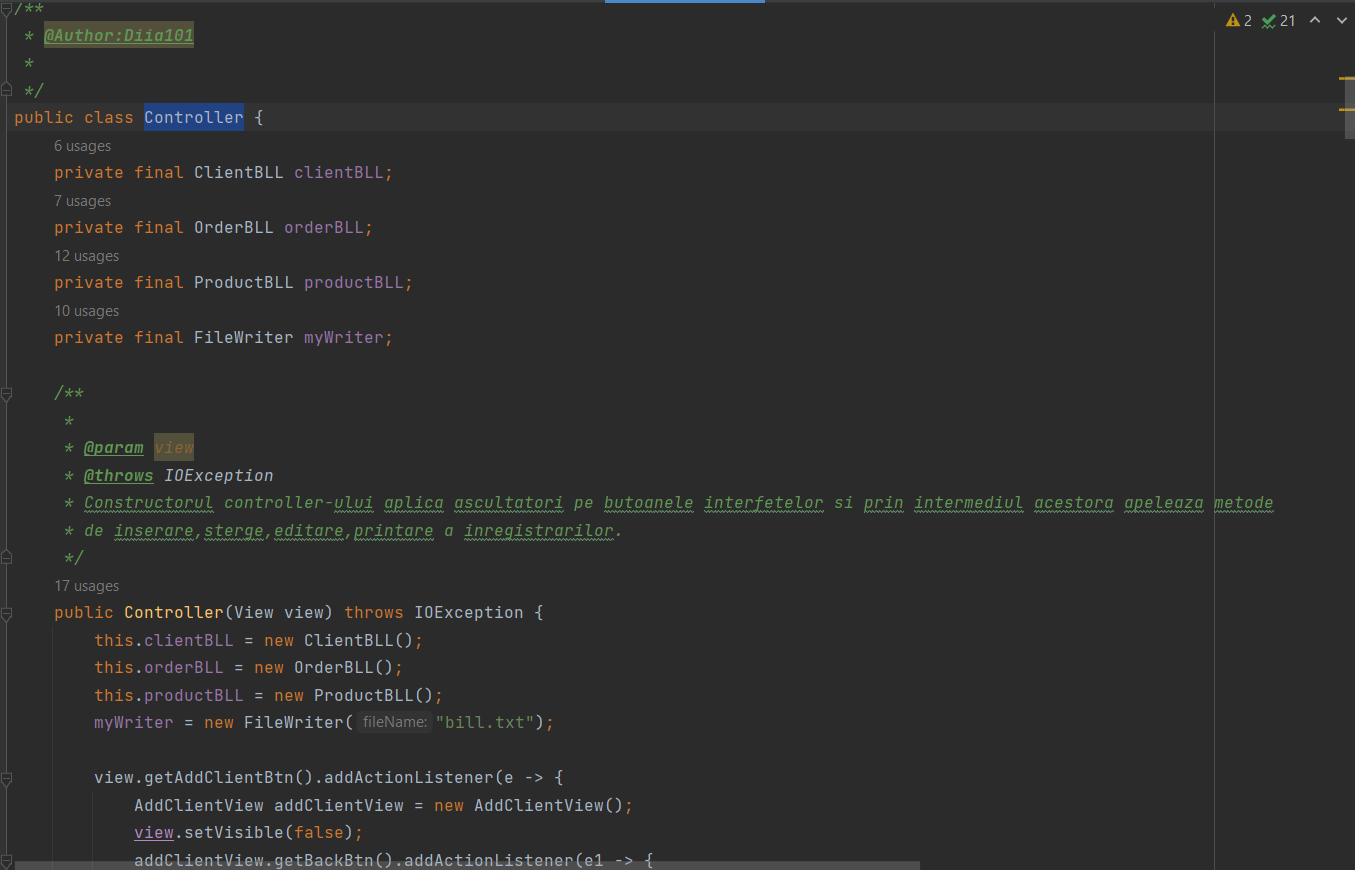 /**
* @Author:Diia101
*
*/
2 21
public class Controller {
6 usages
private final ClientBLL clientBLL;
7 usages
private final OrderBLL orderBLL;
12 usages
private final ProductBLL productBLL;
10 usages
private final FileWriter myWriter;
/**
*
* @param view
* @throws IOException
* Constructorul controller-ului aplica ascultatori pe butoanele interfetelor si prin intermediul acestora apeleaza metode
* de inserare,sterge,editare,printare a inregistrarilor.
*/
17 usages
public Controller(View view) throws IOException {
this.clientBLL = new ClientBLL();
this.orderBLL = new OrderBLL();
this.productBLL = new ProductBLL();
myWriter = new FileWriter( fileName: "bill.txt");
view.getAddClientBtn().addActionListener(e -> {
AddClientView addClientView = new AddClientView();
view.setVisible(false);
addClientView.getBackBtn().addActionListener(e1 -> {